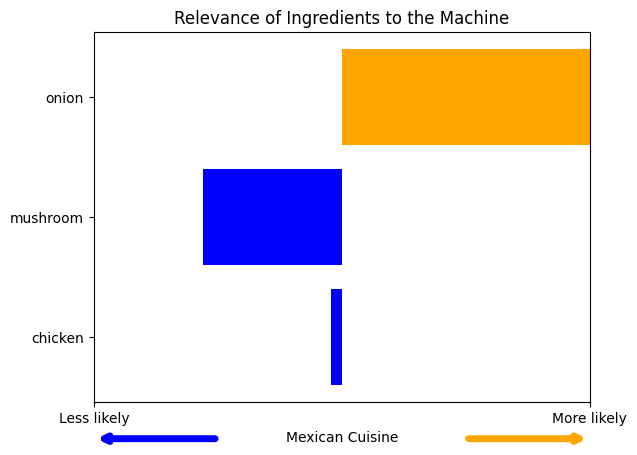 Relevance of Ingredients to the Machine
onion
mushroom
chicken
Less likely
More likely
Mexican Cuisine